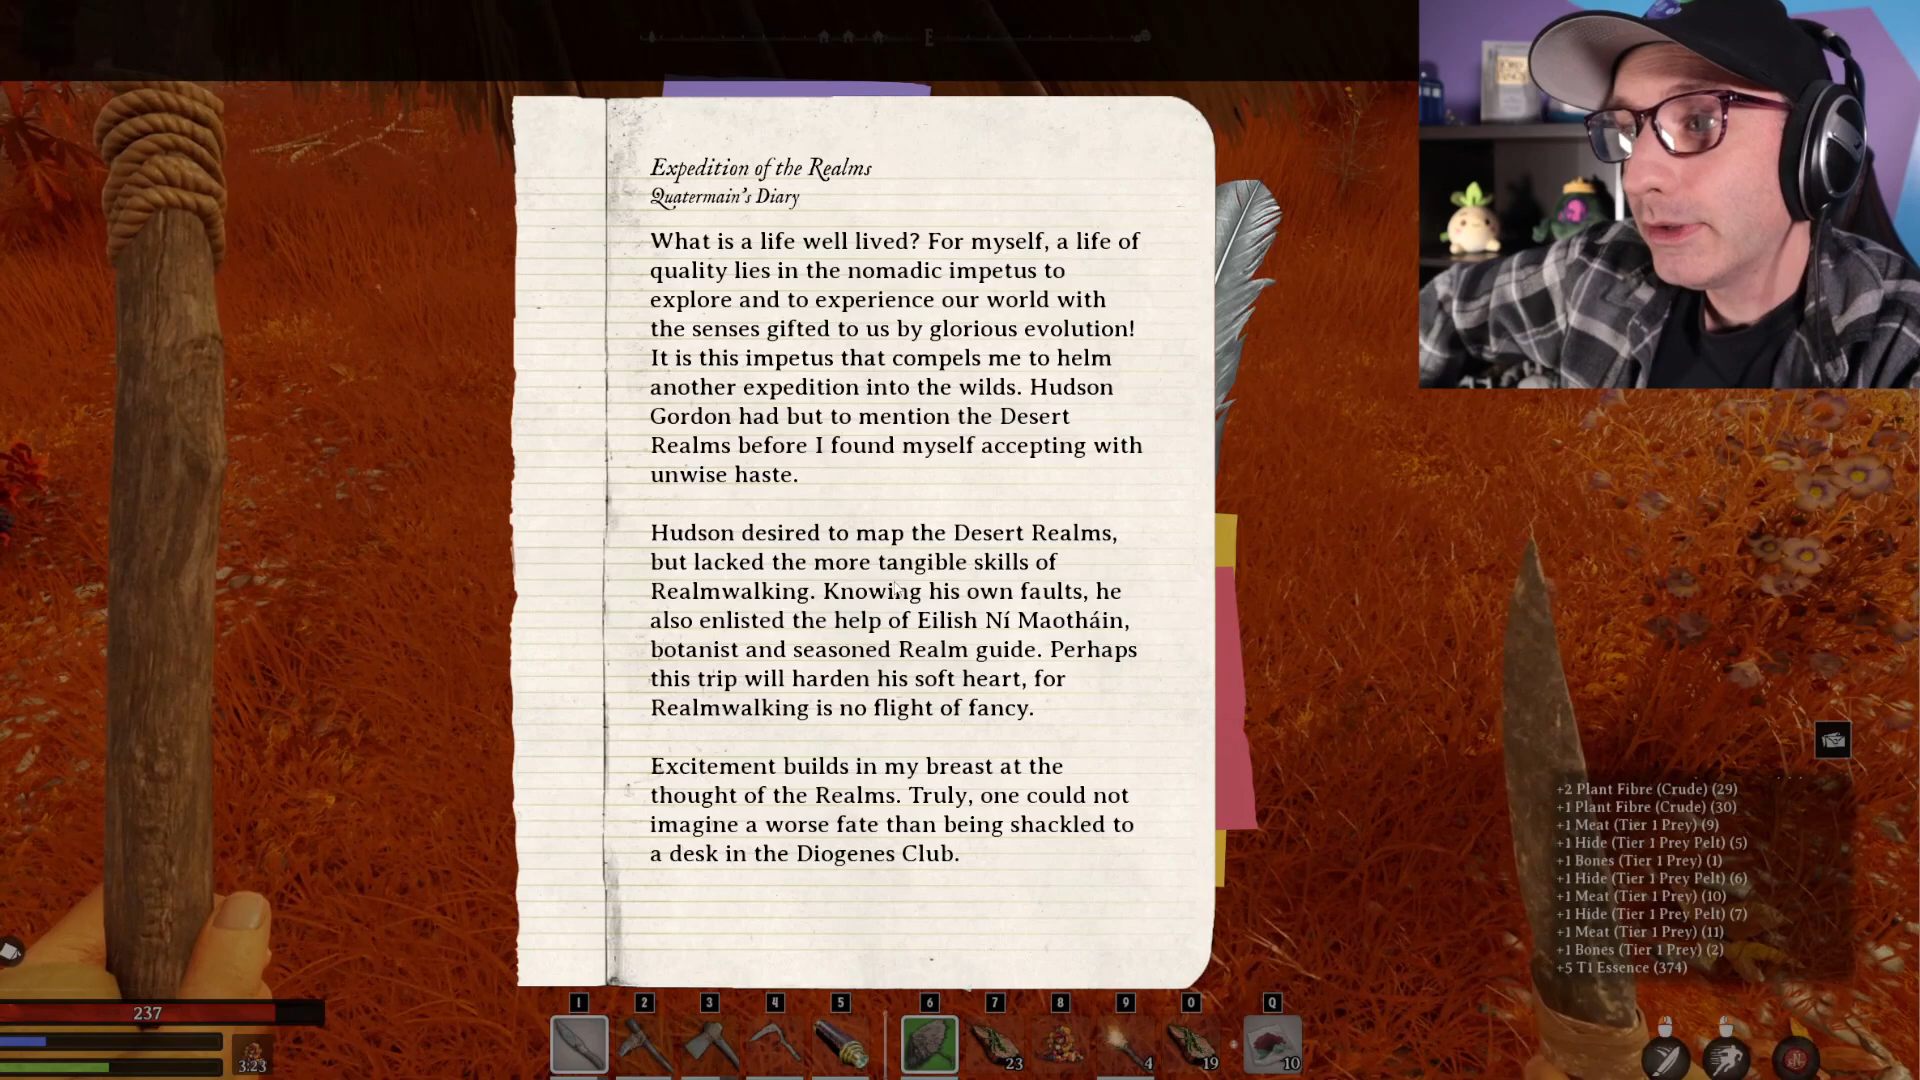 E
Expedition of the Realms
Quatermain's Diary
What is a life well lived? For myself, a life of
quality lies in the nomadic impetus to
explore and to experience our world with
the senses gifted to us by glorious evolution!
It is this impetus that compels me to helm
another expedition into the wilds. Hudson
Gordon had but to mention the Desert
Realms before I found myself accepting with
unwise haste.
Hudson desired to map the Desert Realms,
but lacked the more tangible skills of
Realmwalking. Knowing his own faults, he
also enlisted the help of Eilish Ní Maotháin,
botanist and seasoned Realm guide. Perhaps
this trip will harden his soft heart, for
Realmwalking is no flight of fancy.
Excitement builds in my breast at the
thought of the Realms. Truly, one could not
imagine a worse fate than being shackled to
a desk in the Diogenes Club.
+2 Plant Fibre (Crude) (29)
+1 Plant Fibre (Crude) (30)
+1 Meat (Tier 1 Prey) (9)
+1 Hide (Tier 1 Prey Pelt) (5)
+1 Bones (Tier 1 Prey) (1)
+1 Hide (Tier 1 Prey Pelt) (6)
+1 Meat (Tier 1 Prey) (10)
+1 Hide (Tier 1 Prey Pelt) (7)
+1 Meat (Tier 1 Prey) (11)
+1 Bones (Tier 1 Prey) (2)
+5 T1 Essence (374)
237
3:23
1 2 3 4 5 6 7 8 9 0 Q
23 4 19 10